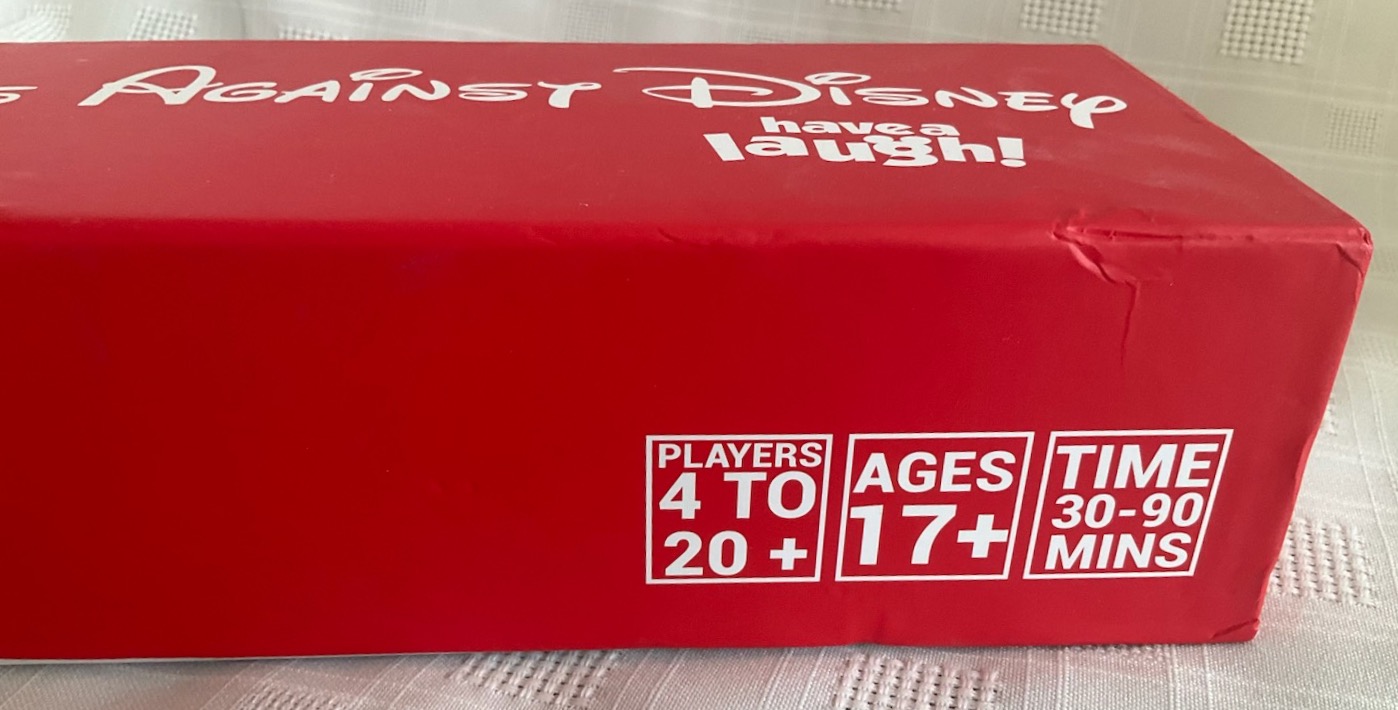 s Against Disney
have a
laugh!
PLAYERS
4 TO
20 +
AGES
17+
TIME
30-90
MINS